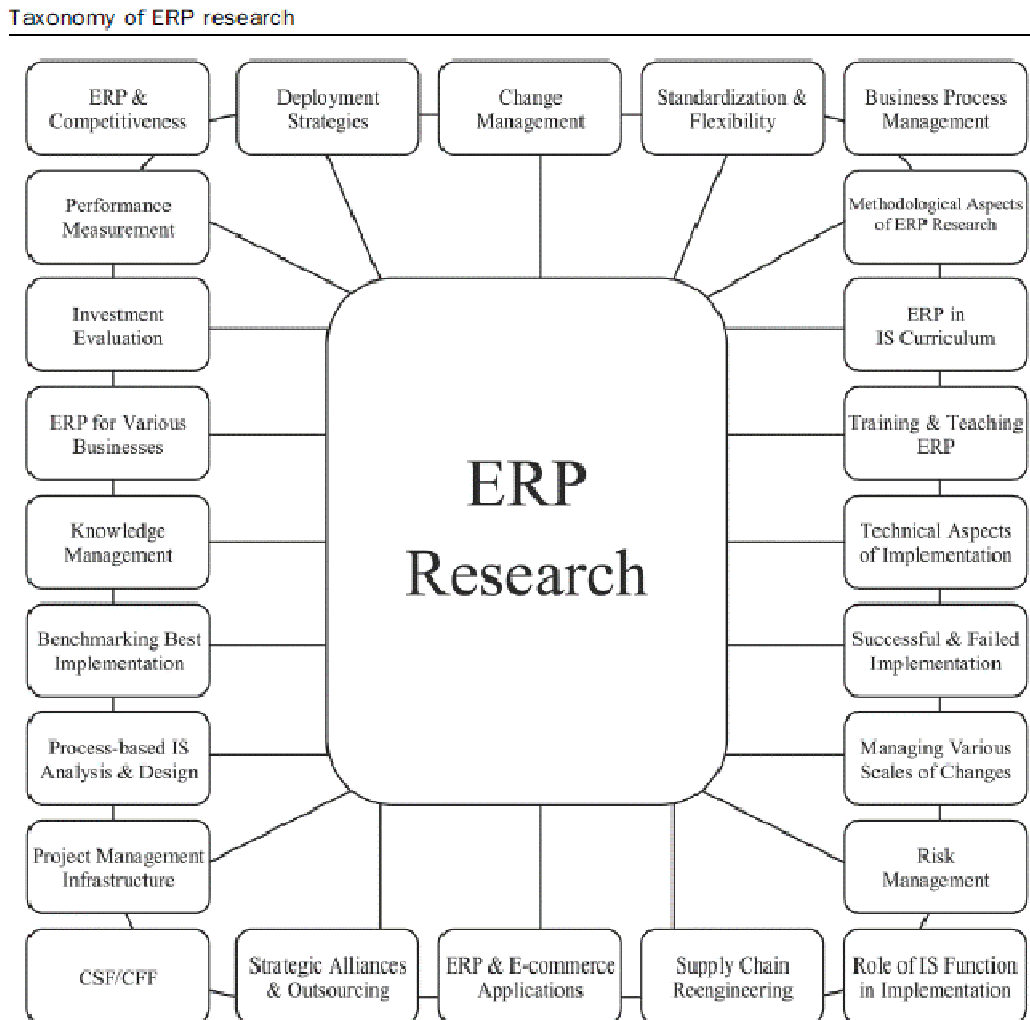 Taxonomy of ERP research
ERP &
Competitiveness
Deployment
Strategies
Change
Management
Standardization &
Flexibility
Business Process
Management
Performance
Measurement
Methodological Aspects
of ERP Research
Investment
Evaluation
ERP in
IS Curriculum
ERP for Various
Businesses
Training & Teaching
ERP
ERP
Research
Knowledge
Management
Technical Aspects
of Implementation
Benchmarking Best
Implementation
Successful & Failed
Implementation
Process-based IS
Analysis & Design
Managing Various
Scales of Changes
Project Management
Infrastructure
Risk
Management
CSF/CFF
Strategic Alliances
& Outsourcing
ERP & E-commerce
Applications
Supply Chain
Reengineering
Role of IS Function
in Implementation